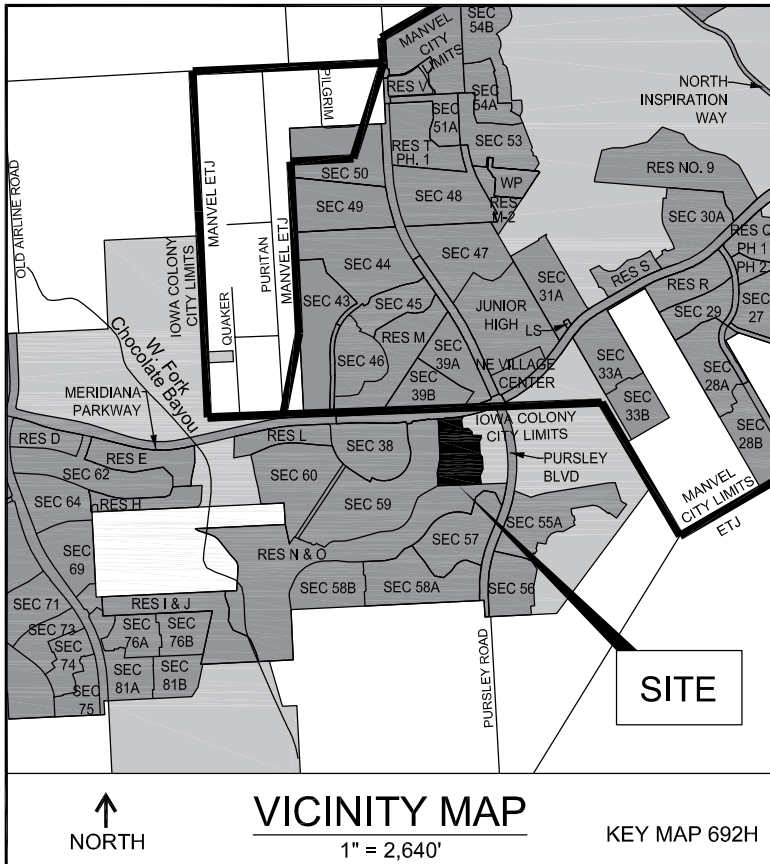 SEC
54B
MANVEL
CITY
LIMITS
RES V
SEC
54A
NORTH
INSPIRATION
WAY
PILGRIM
SEC
51A
SEC 53
RES T
PH. 1
RES NO. 9
SEC 50
WP
SEC 49
SEC 48
RES
M-2
SEC 30A
OLD AIRLINE ROAD
MANVEL ETJ
PURITAN
MANVEL ETJ
RES Q
PH 1
PH 2
IOWA COLONY
CITY LIMITS
SEC 44
SEC 47
SEC
31A
RES S
RES R
QUAKER
SEC 43
SEC 45
JUNIOR
HIGH
LS
SEC 29
SEC
27
W. Fork
Chocolate Bayou
RES M
SEC 46
SEC
39A
NE VILLAGE
CENTER
SEC
33A
SEC
28A
MERIDIANA
PARKWAY
SEC
39B
SEC
33B
IOWA COLONY
CITY LIMITS
SEC
28B
RES D
RES L
SEC 38
RES E
PURSLEY
BLVD
SEC 62
SEC 60
MANVEL
CITY LIMITS
ETJ
SEC 64
RES H
SEC 59
SEC 55A
SEC
69
RES N & O
SEC 57
SEC 58B
SEC 58A
SEC 56
SEC 71
RES I & J
SEC 73
SEC
76A
SEC
76B
SEC
74
SEC
81A
SEC
81B
SEC
75
PURSLEY ROAD
SITE
NORTH
VICINITY MAP
1" = 2,640'
KEY MAP 692H